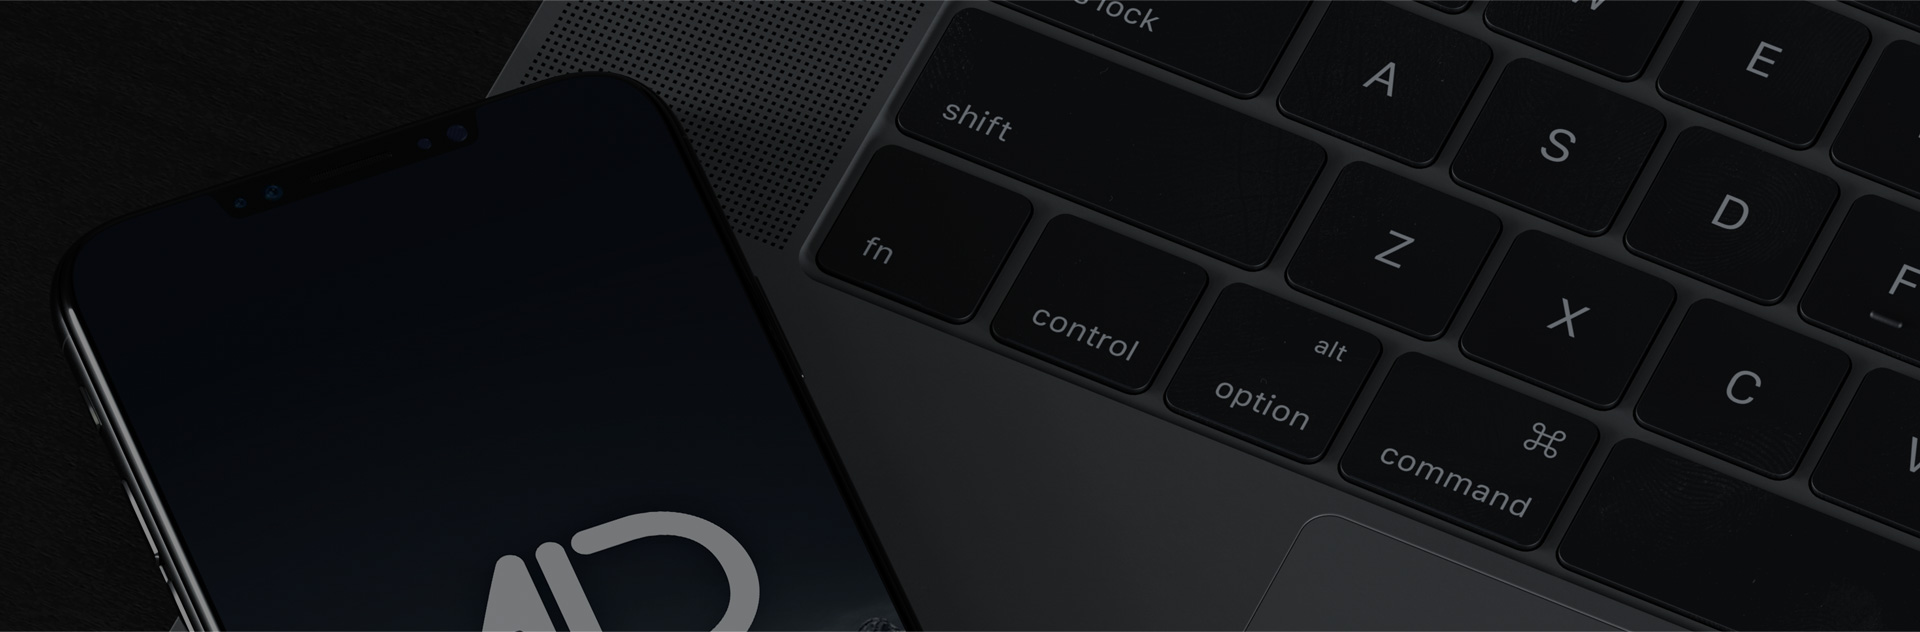 lock
E
A
shift
S
D
fn
Z
F
control
X
alt
option
C
⌘
command